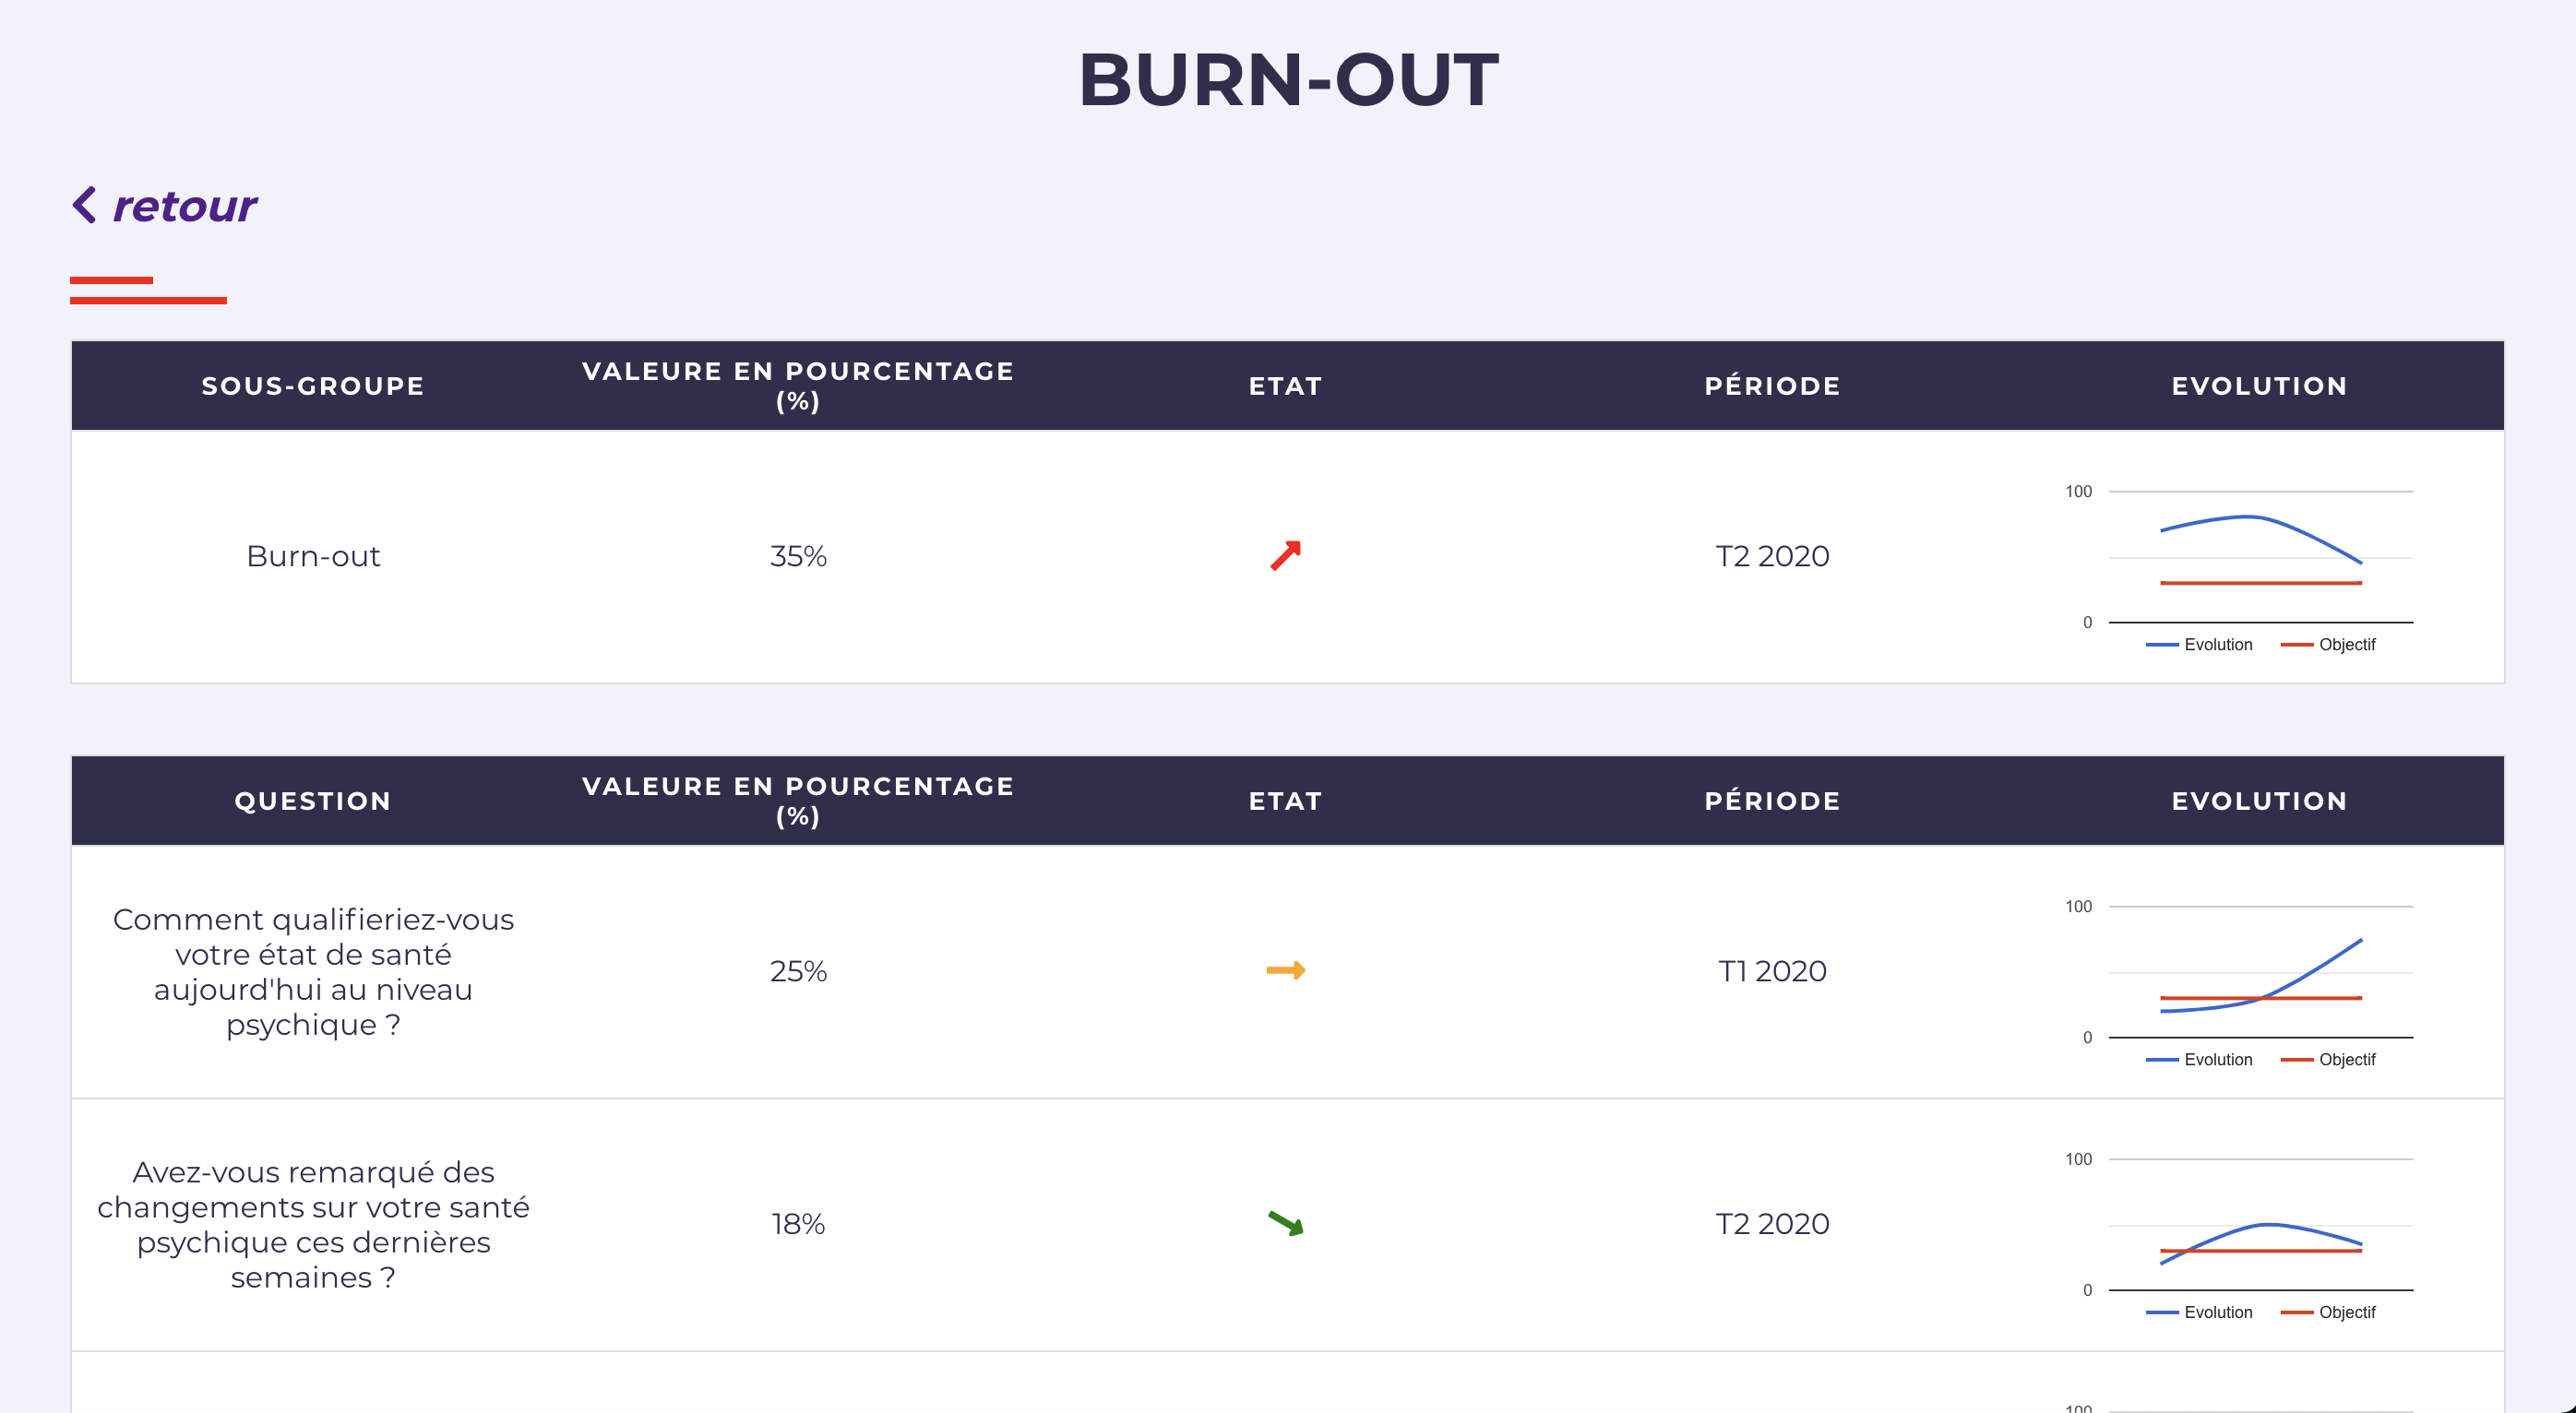 BURN-OUT
retour
SOUS-GROUPE
VALEURE EN POURCENTAGE
(%)
ETAT
PÉRIODE
EVOLUTION
Burn-out
35%
T2 2020
100
0
Evolution
Objectif
QUESTION
VALEURE EN POURCENTAGE
(%)
ETAT
PÉRIODE
EVOLUTION
Comment qualifieriez-vous
votre état de santé
aujourd'hui au niveau
psychique ?
25%
T1 2020
100
0
Evolution
Objectif
Avez-vous remarqué des
changements sur votre santé
psychique ces dernières
semaines ?
18%
T2 2020
100
0
Evolution
Objectif
100